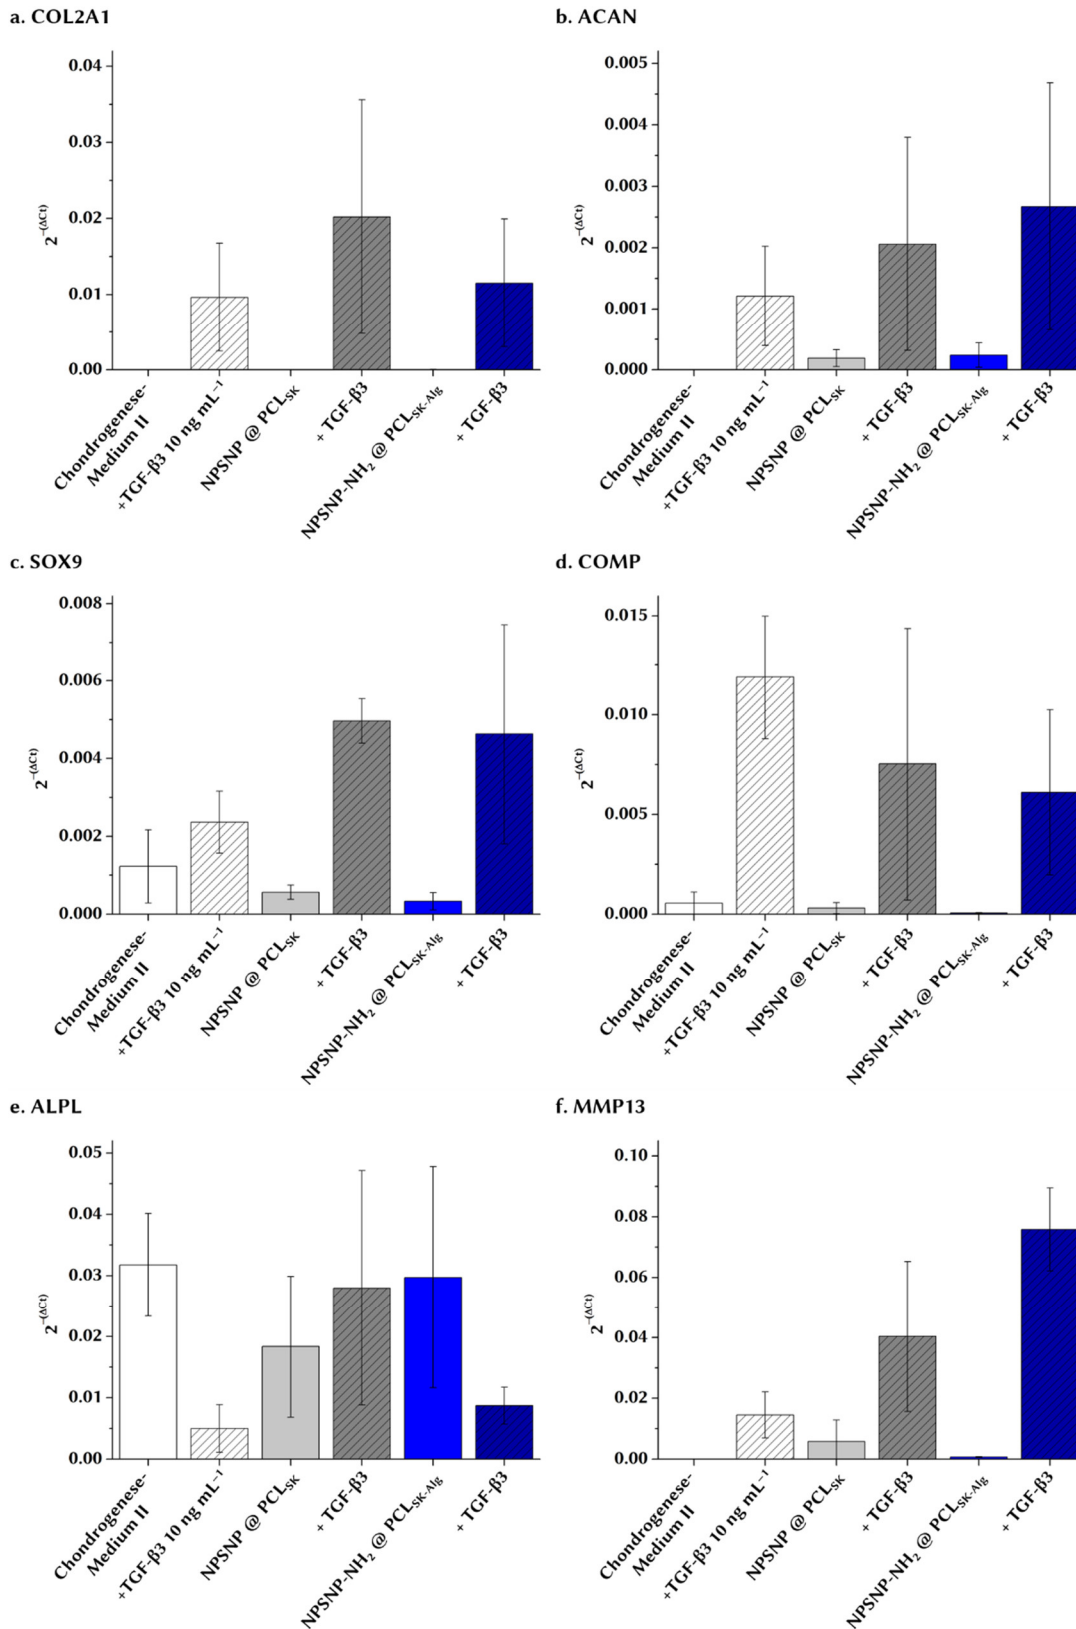 a. COL2A1
0.04
0.03
0.02
0.01
0.00
2^−(ΔCt)
Chondrogenese-
Medium II
+TGF-β3 10 ng mL⁻¹
NPSNP @ PCL_SK
+ TGF-β3
NPSNP-NH₂ @ PCL_SK-Alg
+ TGF-β3
b. ACAN
0.005
0.004
0.003
0.002
0.001
0.000
2^−(ΔCt)
Chondrogenese-
Medium II
+TGF-β3 10 ng mL⁻¹
NPSNP @ PCL_SK
+ TGF-β3
NPSNP-NH₂ @ PCL_SK-Alg
+ TGF-β3
c. SOX9
0.008
0.006
0.004
0.002
0.000
2^−(ΔCt)
Chondrogenese-
Medium II
+TGF-β3 10 ng mL⁻¹
NPSNP @ PCL_SK
+ TGF-β3
NPSNP-NH₂ @ PCL_SK-Alg
+ TGF-β3
d. COMP
0.015
0.010
0.005
0.000
2^−(ΔCt)
Chondrogenese-
Medium II
+TGF-β3 10 ng mL⁻¹
NPSNP @ PCL_SK
+ TGF-β3
NPSNP-NH₂ @ PCL_SK-Alg
+ TGF-β3
e. ALPL
0.05
0.04
0.03
0.02
0.01
0.00
2^−(ΔCt)
Chondrogenese-
Medium II
+TGF-β3 10 ng mL⁻¹
NPSNP @ PCL_SK
+ TGF-β3
NPSNP-NH₂ @ PCL_SK-Alg
+ TGF-β3
f. MMP13
0.10
0.08
0.06
0.04
0.02
0.00
2^−(ΔCt)
Chondrogenese-
Medium II
+TGF-β3 10 ng mL⁻¹
NPSNP @ PCL_SK
+ TGF-β3
NPSNP-NH₂ @ PCL_SK-Alg
+ TGF-β3